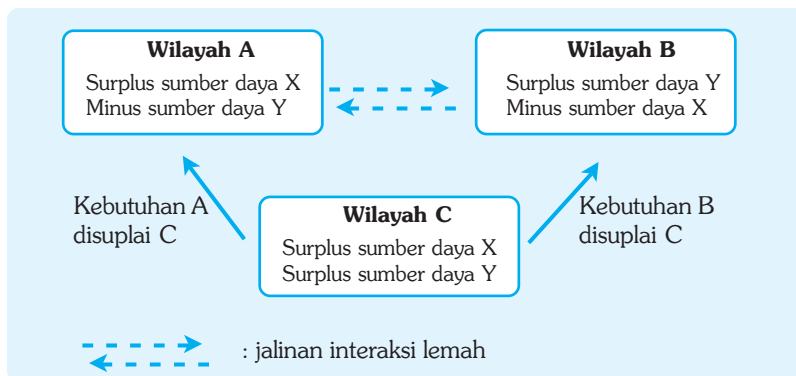 Wilayah A
Surplus sumber daya X
Minus sumber daya Y
Wilayah B
Surplus sumber daya Y
Minus sumber daya X
Kebutuhan A
disuplai C
Wilayah C
Surplus sumber daya X
Surplus sumber daya Y
Kebutuhan B
disuplai C
: jalinan interaksi lemah